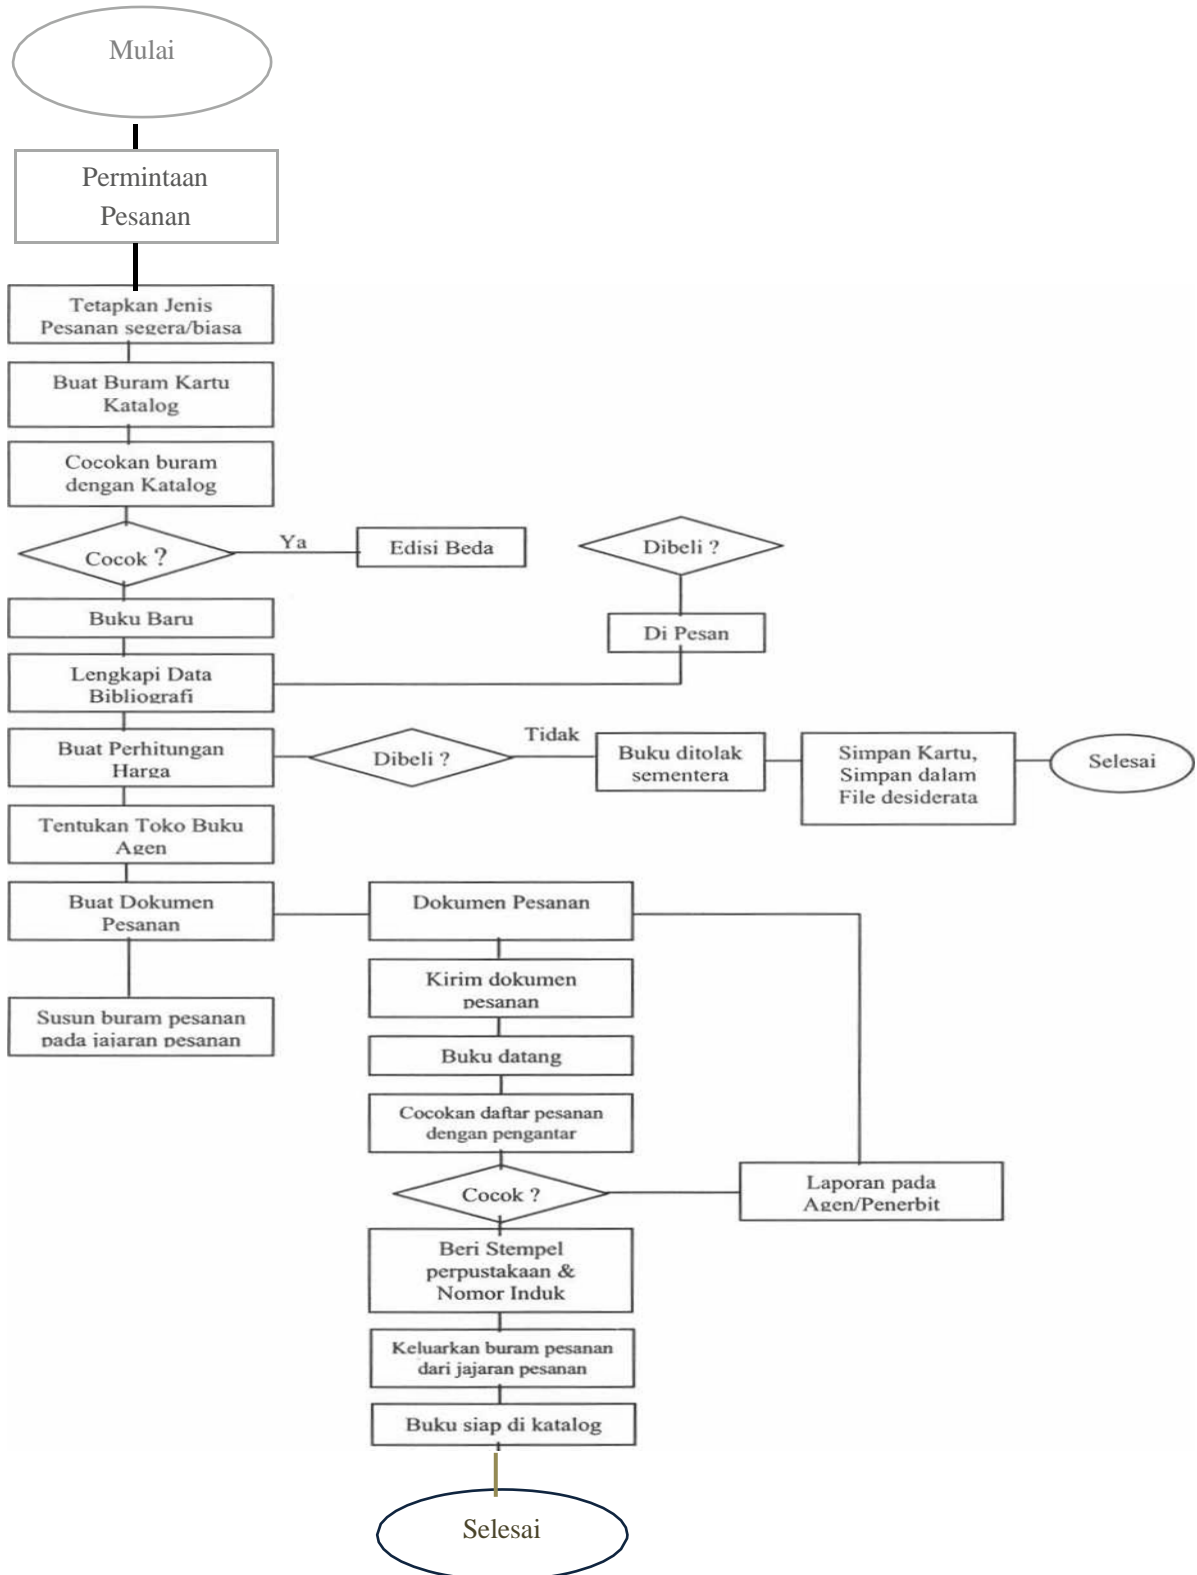 Mulai
Permintaan
Pesanan
Tetapkan Jenis
Pesanan segera/biasa
Buat Buram Kartu
Katalog
Cocokan buram
dengan Katalog
Cocok ?
Ya
Edisi Beda
Dibeli ?
Buku Baru
Di Pesan
Lengkapi Data
Bibliografi
Buat Perhitungan
Harga
Dibeli ?
Tidak
Buku ditolak
sementera
Simpan Kartu,
Simpan dalam
File desiderata
Selesai
Tentukan Toko Buku
Agen
Buat Dokumen
Pesanan
Dokumen Pesanan
Kirim dokumen
pesanan
Susun buram pesanan
pada jajaran pesanan
Buku datang
Cocokan daftar pesanan
dengan pengantar
Cocok ?
Laporan pada
Agen/Penerbit
Beri Stempel
perpustakaan &
Nomor Induk
Keluarkan buram pesanan
dari jajaran pesanan
Buku siap di katalog
Selesai